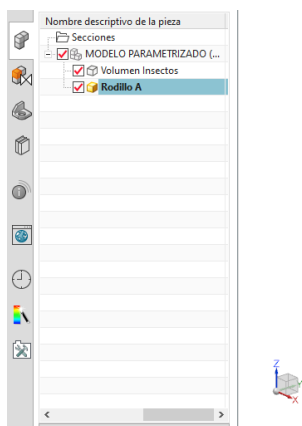 Nombre descriptivo de la pieza
Secciones
MODELO PARAMETRIZADO (...
Volumen Insectos
Rodillo A
Z
Y
X